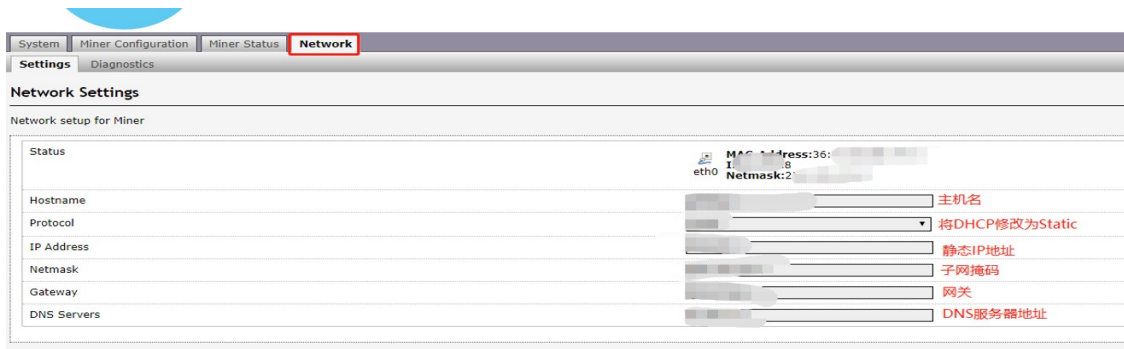 System Miner Configuration Miner Status Network
Settings Diagnostics
Network Settings
Network setup for Miner
Status
eth0
36:
Netmask:2
Hostname 主机名
Protocol 将DHCP修改为Static
IP Address 静态IP地址
Netmask 子网掩码
Gateway 网关
DNS Servers DNS服务器地址